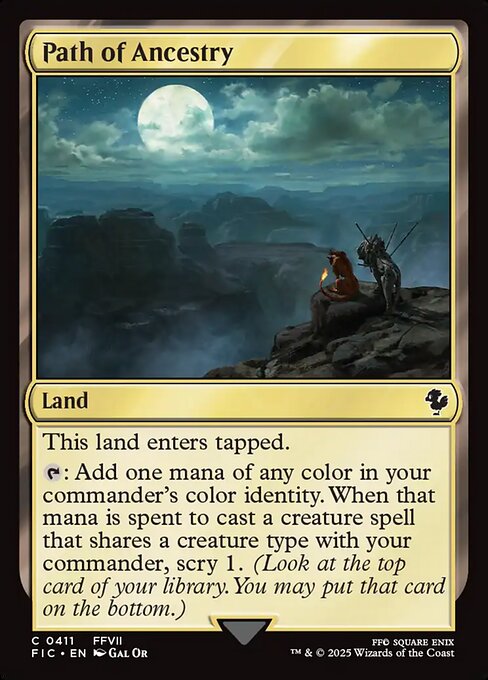 Path of Ancestry
Land
This land enters tapped.
: Add one mana of any color in your
commander's color identity. When that
mana is spent to cast a creature spell
that shares a creature type with your
commander, scry 1. (Look at the top
card of your library. You may put that card
on the bottom.)
C 0411 FFVII
FIC • EN Gal Or
FF© SQUARE ENIX
™ & © 2025 Wizards of the Coast